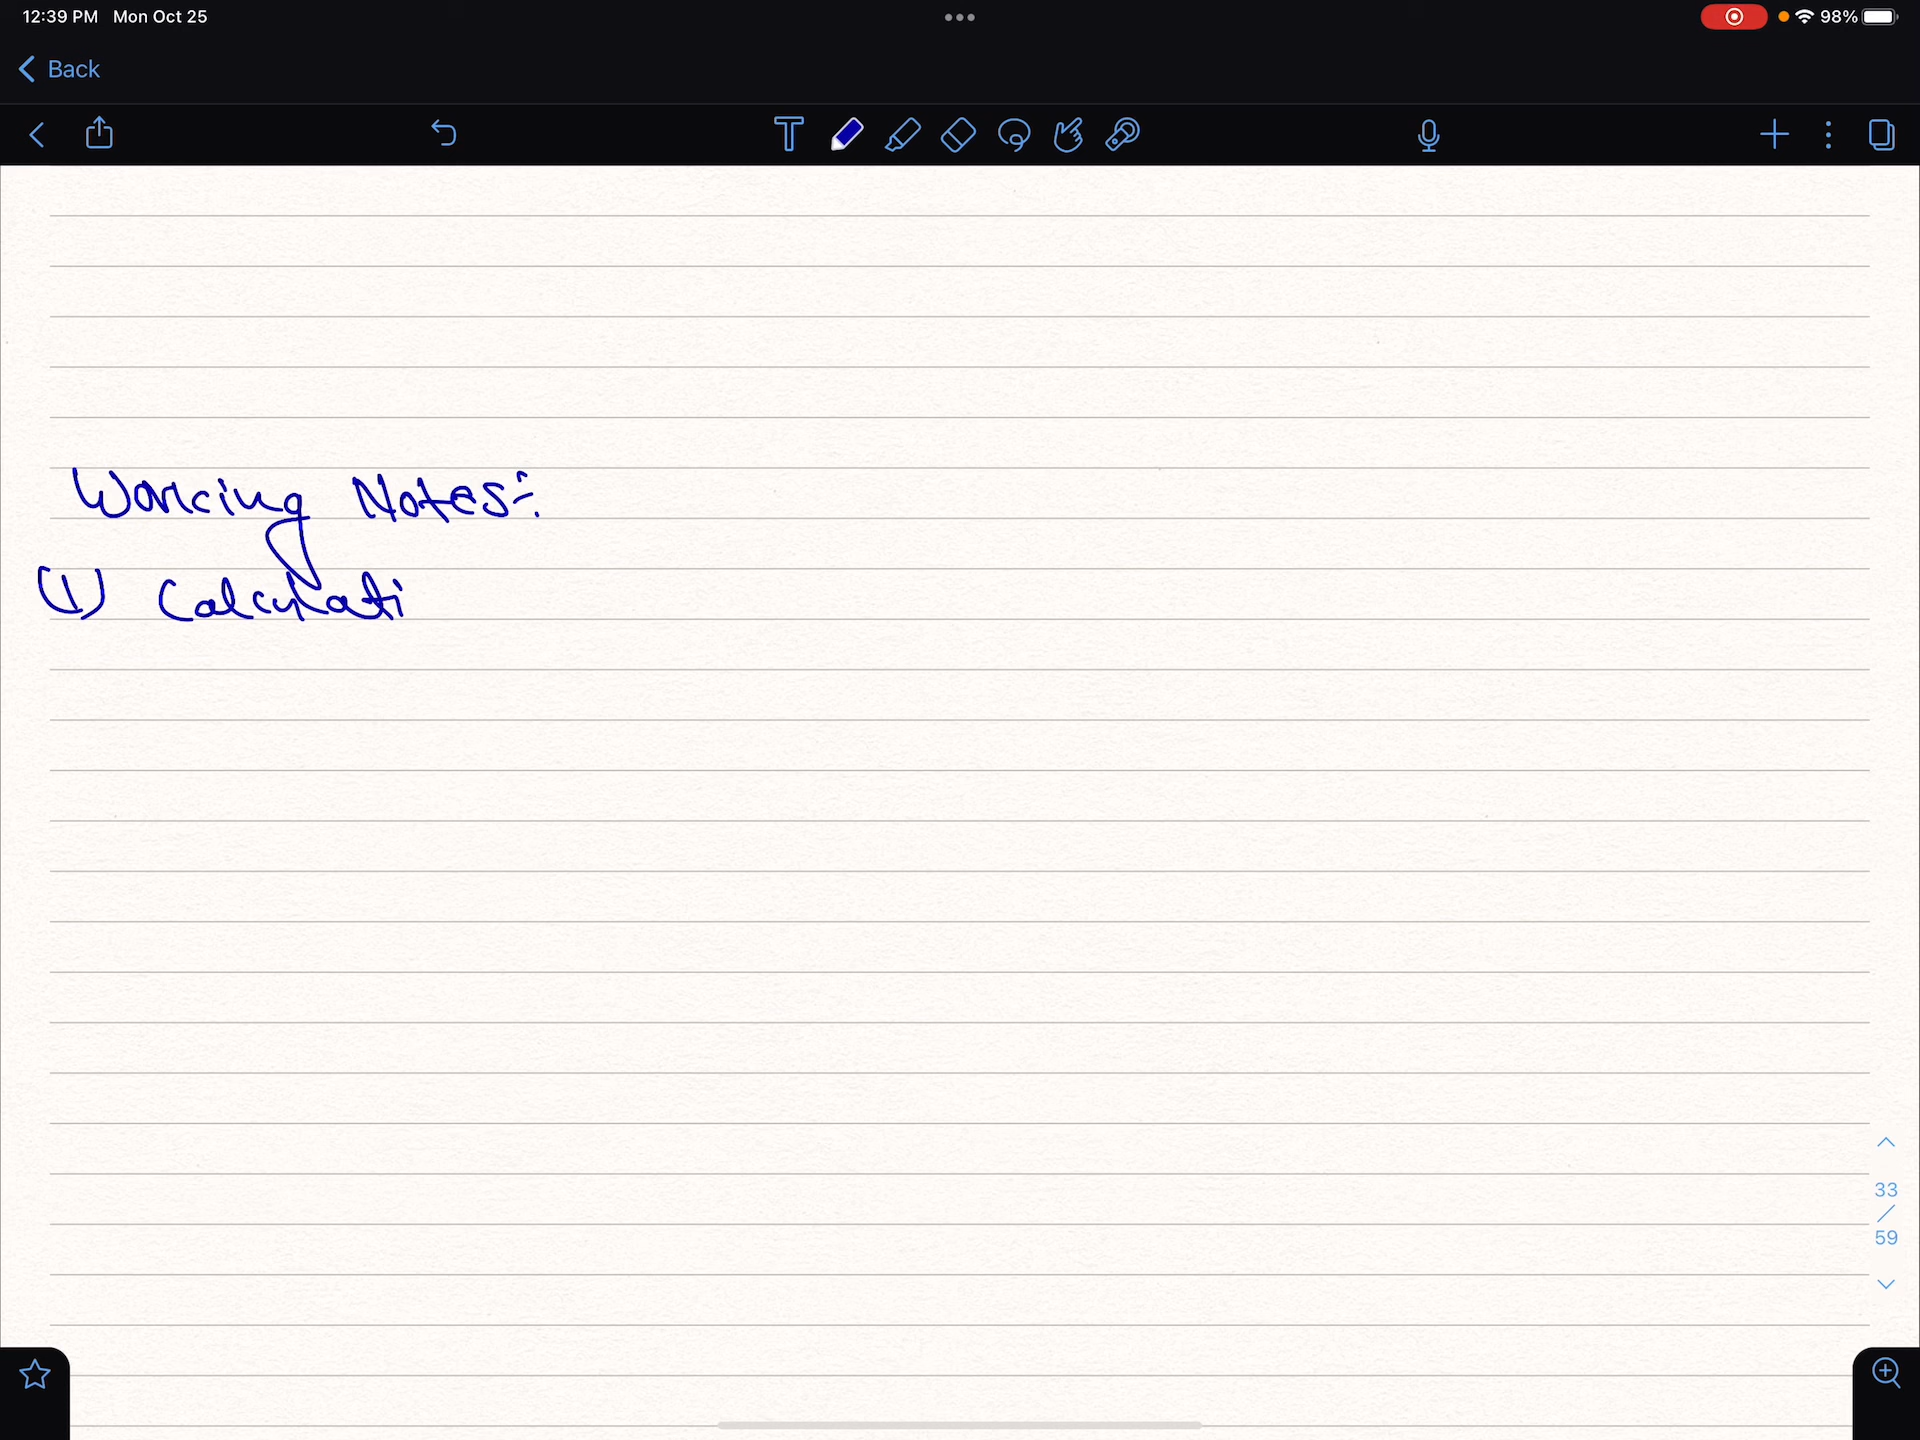 12:39 PM Mon Oct 25
98%
Back
Working Notes:-
(1) Calculati
33
59